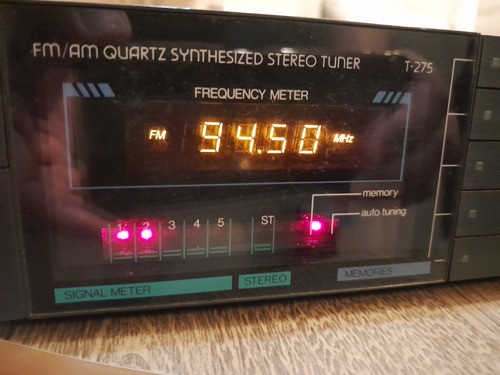 FM/AM QUARTZ SYNTHESIZED STEREO TUNER T-275
FREQUENCY METER
FM 94.50 MHz
memory
auto tuning
1 2 3 4 5 ST
SIGNAL METER STEREO MEMORIES